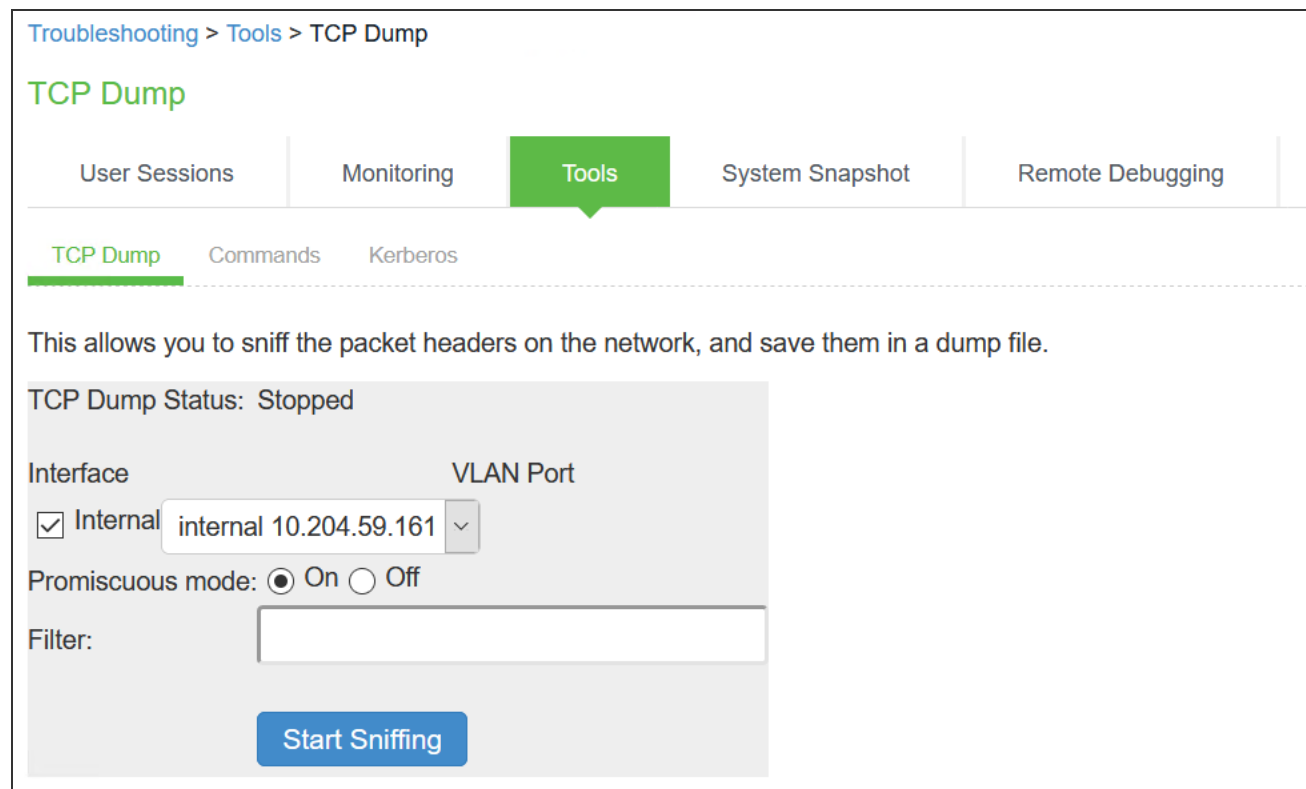 Troubleshooting > Tools > TCP Dump
TCP Dump
User Sessions Monitoring Tools System Snapshot Remote Debugging
TCP Dump Commands Kerberos
This allows you to sniff the packet headers on the network, and save them in a dump file.
TCP Dump Status: Stopped
Interface VLAN Port
Internal internal 10.204.59.161
Promiscuous mode: On Off
Filter:
Start Sniffing